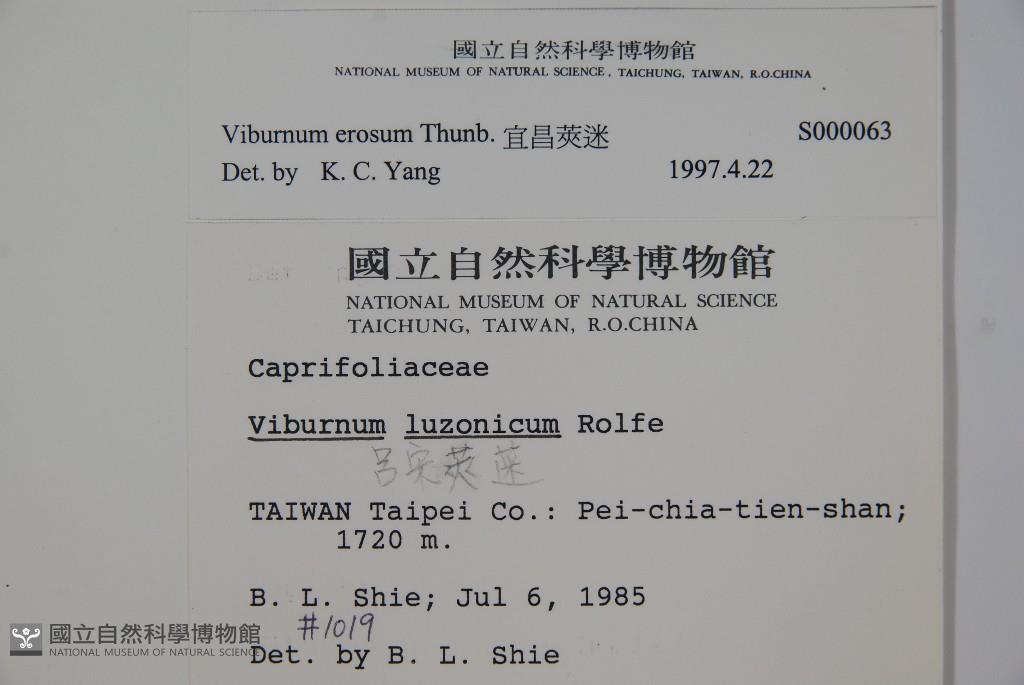 國立自然科學博物館
NATIONAL MUSEUM OF NATURAL SCIENCE, TAICHUNG, TAIWAN, R.O.CHINA
Viburnum erosum Thunb. 宜昌莢迷 S000063
Det. by K. C. Yang 1997.4.22
國立自然科學博物館
NATIONAL MUSEUM OF NATURAL SCIENCE
TAICHUNG, TAIWAN, R.O.CHINA
Caprifoliaceae
Viburnum luzonicum Rolfe
呂宋莢蒾
TAIWAN Taipei Co.: Pei-chia-tien-shan;
1720 m.
B. L. Shie; Jul 6, 1985
#1019
Det. by B. L. Shie
國立自然科學博物館
NATIONAL MUSEUM OF NATURAL SCIENCE